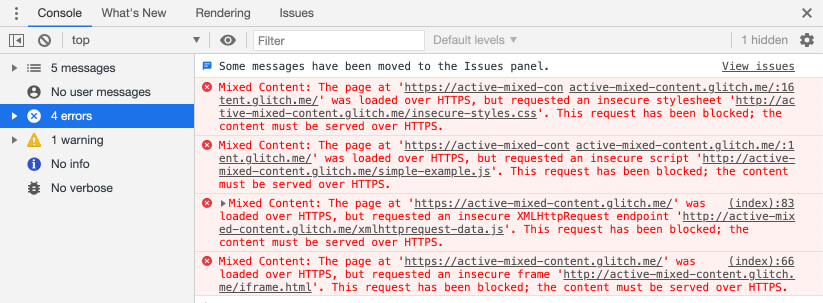 Console What's New Rendering Issues
top Filter Default levels 1 hidden
Some messages have been moved to the Issues panel. View issues
5 messages
No user messages
4 errors
1 warning
No info
No verbose
Mixed Content: The page at 'https://active-mixed-con active-mixed-content.glitch.me/:16
tent.glitch.me/' was loaded over HTTPS, but requested an insecure stylesheet 'http://ac
tive-mixed-content.glitch.me/insecure-styles.css'. This request has been blocked; the
content must be served over HTTPS.
Mixed Content: The page at 'https://active-mixed-cont active-mixed-content.glitch.me/:1
ent.glitch.me/' was loaded over HTTPS, but requested an insecure script 'http://active-
mixed-content.glitch.me/simple-example.js'. This request has been blocked; the content
must be served over HTTPS.
Mixed Content: The page at 'https://active-mixed-content.glitch.me/' was (index):83
loaded over HTTPS, but requested an insecure XMLHttpRequest endpoint 'http://active-mix
ed-content.glitch.me/xmlhttprequest-data.js'. This request has been blocked; the
content must be served over HTTPS.
Mixed Content: The page at 'https://active-mixed-content.glitch.me/' was (index):66
loaded over HTTPS, but requested an insecure frame 'http://active-mixed-content.glitch.
me/iframe.html'. This request has been blocked; the content must be served over HTTPS.